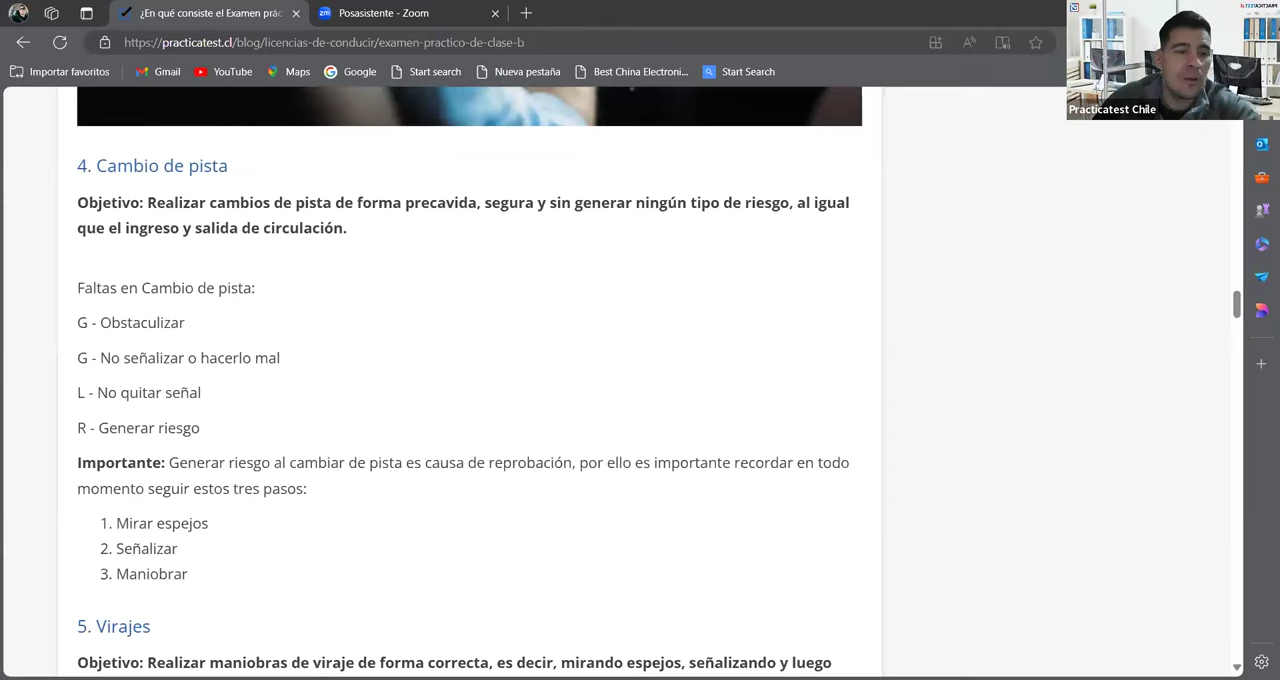 ¿En qué consiste el Examen prác
Posasistente - Zoom
https://practicatest.cl/blog/licencias-de-conducir/examen-practico-de-clase-b
Importar favoritos
Gmail
YouTube
Maps
Google
Start search
Nueva pestaña
Best China Electroni...
Start Search
Practicatest Chile
4. Cambio de pista
Objetivo: Realizar cambios de pista de forma precavida, segura y sin generar ningún tipo de riesgo, al igual
que el ingreso y salida de circulación.
Faltas en Cambio de pista:
G - Obstaculizar
G - No señalizar o hacerlo mal
L - No quitar señal
R - Generar riesgo
Importante: Generar riesgo al cambiar de pista es causa de reprobación, por ello es importante recordar en todo
momento seguir estos tres pasos:
1. Mirar espejos
2. Señalizar
3. Maniobrar
5. Virajes
Objetivo: Realizar maniobras de viraje de forma correcta, es decir, mirando espejos, señalizando y luego